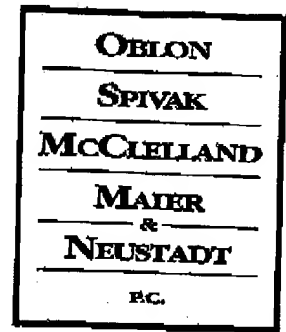 OBLON
SPIVAK
MCCLELLAND
MAIER
&
NEUSTADT
P.C.